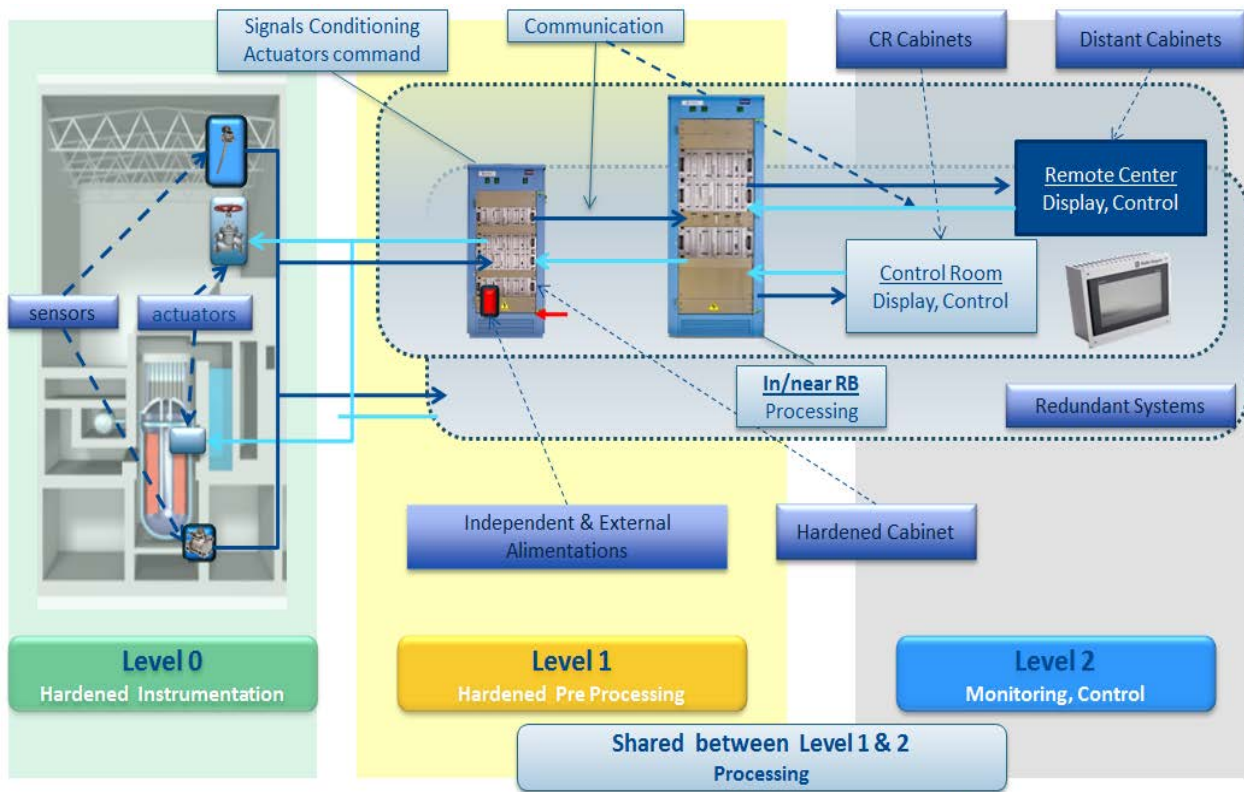 Signals Conditioning
Actuators command
Communication
CR Cabinets
Distant Cabinets
Remote Center
Display, Control
Control Room
Display, Control
sensors
actuators
In/near RB
Processing
Redundant Systems
Independent & External
Alimentations
Hardened Cabinet
Level 0
Hardened Instrumentation
Level 1
Hardened Pre Processing
Level 2
Monitoring, Control
Shared between Level 1 & 2
Processing